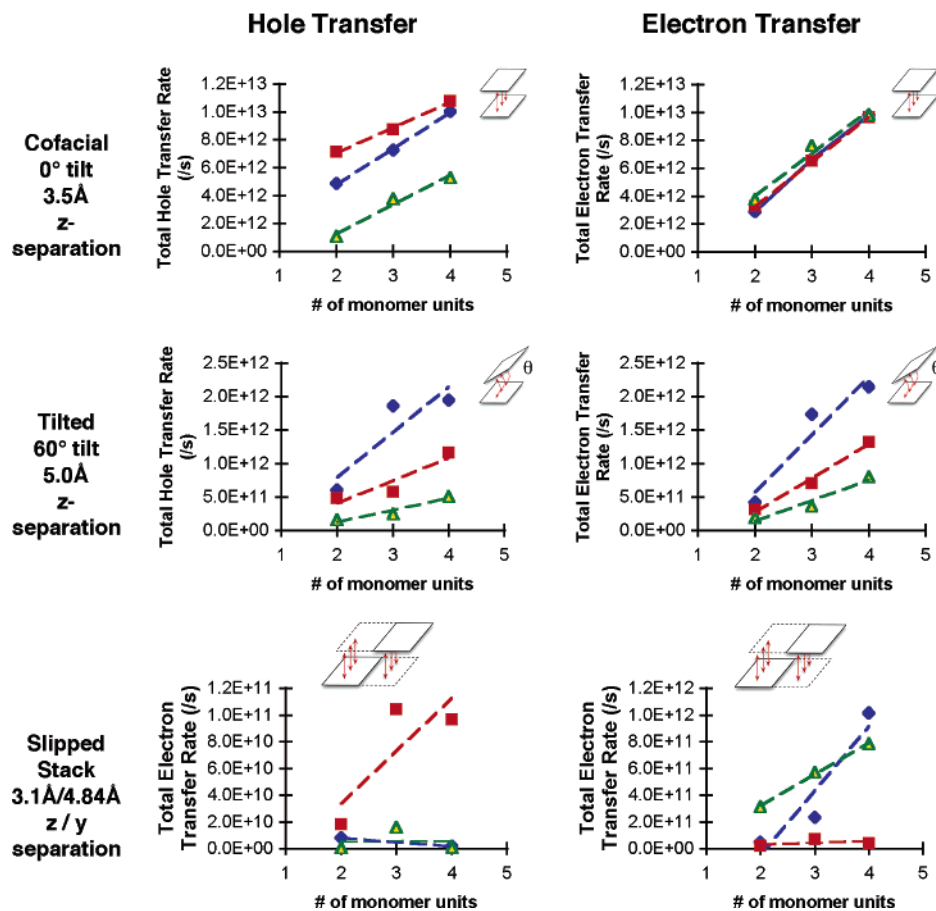 Hole Transfer
Electron Transfer
Cofacial
0° tilt
3.5Å
z-
separation
Total Hole Transfer Rate
(/s)
1.2E+13
1.0E+13
8.0E+12
6.0E+12
4.0E+12
2.0E+12
0.0E+00
1 2 3 4 5
# of monomer units
Total Electron Transfer
Rate (/s)
1.2E+13
1.0E+13
8.0E+12
6.0E+12
4.0E+12
2.0E+12
0.0E+00
1 2 3 4 5
# of monomer units
Tilted
60° tilt
5.0Å
z-
separation
Total Hole Transfer Rate
(/s)
2.5E+12
2.0E+12
1.5E+12
1.0E+12
5.0E+11
0.0E+00
θ
1 2 3 4 5
# of monomer units
Total Electron Transfer
Rate (/s)
2.5E+12
2.0E+12
1.5E+12
1.0E+12
5.0E+11
0.0E+00
θ
1 2 3 4 5
# of monomer units
Slipped
Stack
3.1Å/4.84Å
z / y
separation
Total Electron
Transfer Rate (/s)
1.2E+11
1.0E+11
8.0E+10
6.0E+10
4.0E+10
2.0E+10
0.0E+00
1 2 3 4 5
# of monomer units
Total Electron
Transfer Rate (/s)
1.2E+12
1.0E+12
8.0E+11
6.0E+11
4.0E+11
2.0E+11
0.0E+00
1 2 3 4 5
# of monomer units